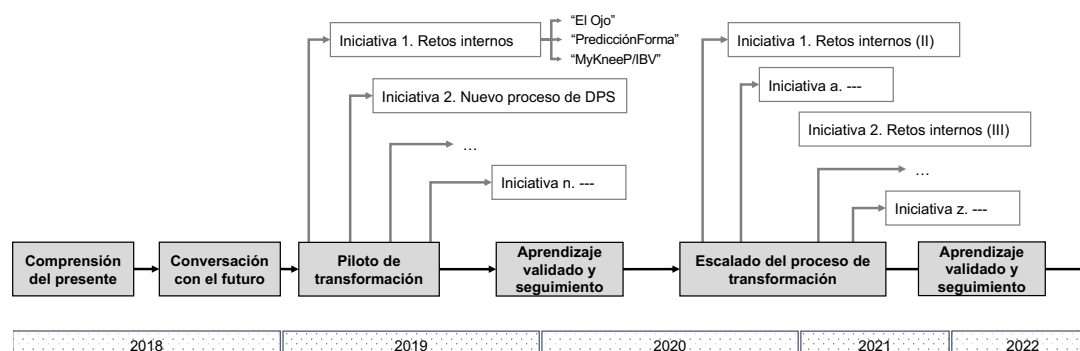 Iniciativa 1. Retos internos
“El Ojo”
“PredicciónForma”
“MyKneeP/IBV”
Iniciativa 2. Nuevo proceso de DPS
...
Iniciativa n. ---
Iniciativa 1. Retos internos (II)
Iniciativa a. ---
Iniciativa 2. Retos internos (III)
...
Iniciativa z. ---
Comprensión
del presente
Conversación
con el futuro
Piloto de
transformación
Aprendizaje
validado y
seguimiento
Escalado del proceso de
transformación
Aprendizaje
validado y
seguimiento
2018
2019
2020
2021
2022